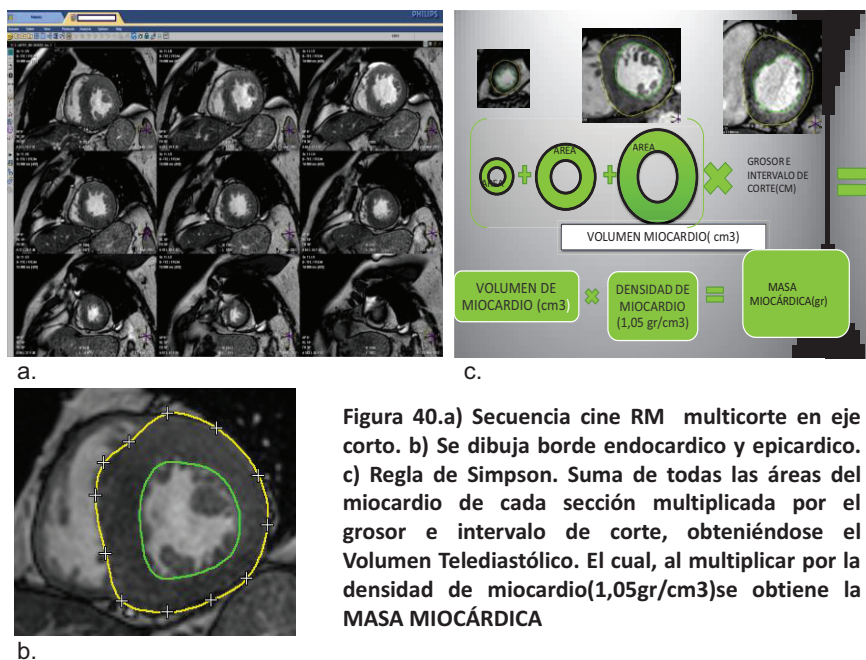 PHILIPS
a.
AREA
AREA
AREA
GROSOR E
INTERVALO DE
CORTE(CM)
VOLUMEN MIOCARDIO( cm3)
VOLUMEN DE
MIOCARDIO (cm3)
DENSIDAD DE
MIOCARDIO
(1,05 gr/cm3)
MASA
MIOCÁRDICA(gr)
c.
b.
Figura 40.a) Secuencia cine RM multicorte en eje
corto. b) Se dibuja borde endocardico y epicardico.
c) Regla de Simpson. Suma de todas las áreas del
miocardio de cada sección multiplicada por el
grosor e intervalo de corte, obteniéndose el
Volumen Telediastólico. El cual, al multiplicar por la
densidad de miocardio(1,05gr/cm3)se obtiene la
MASA MIOCÁRDICA